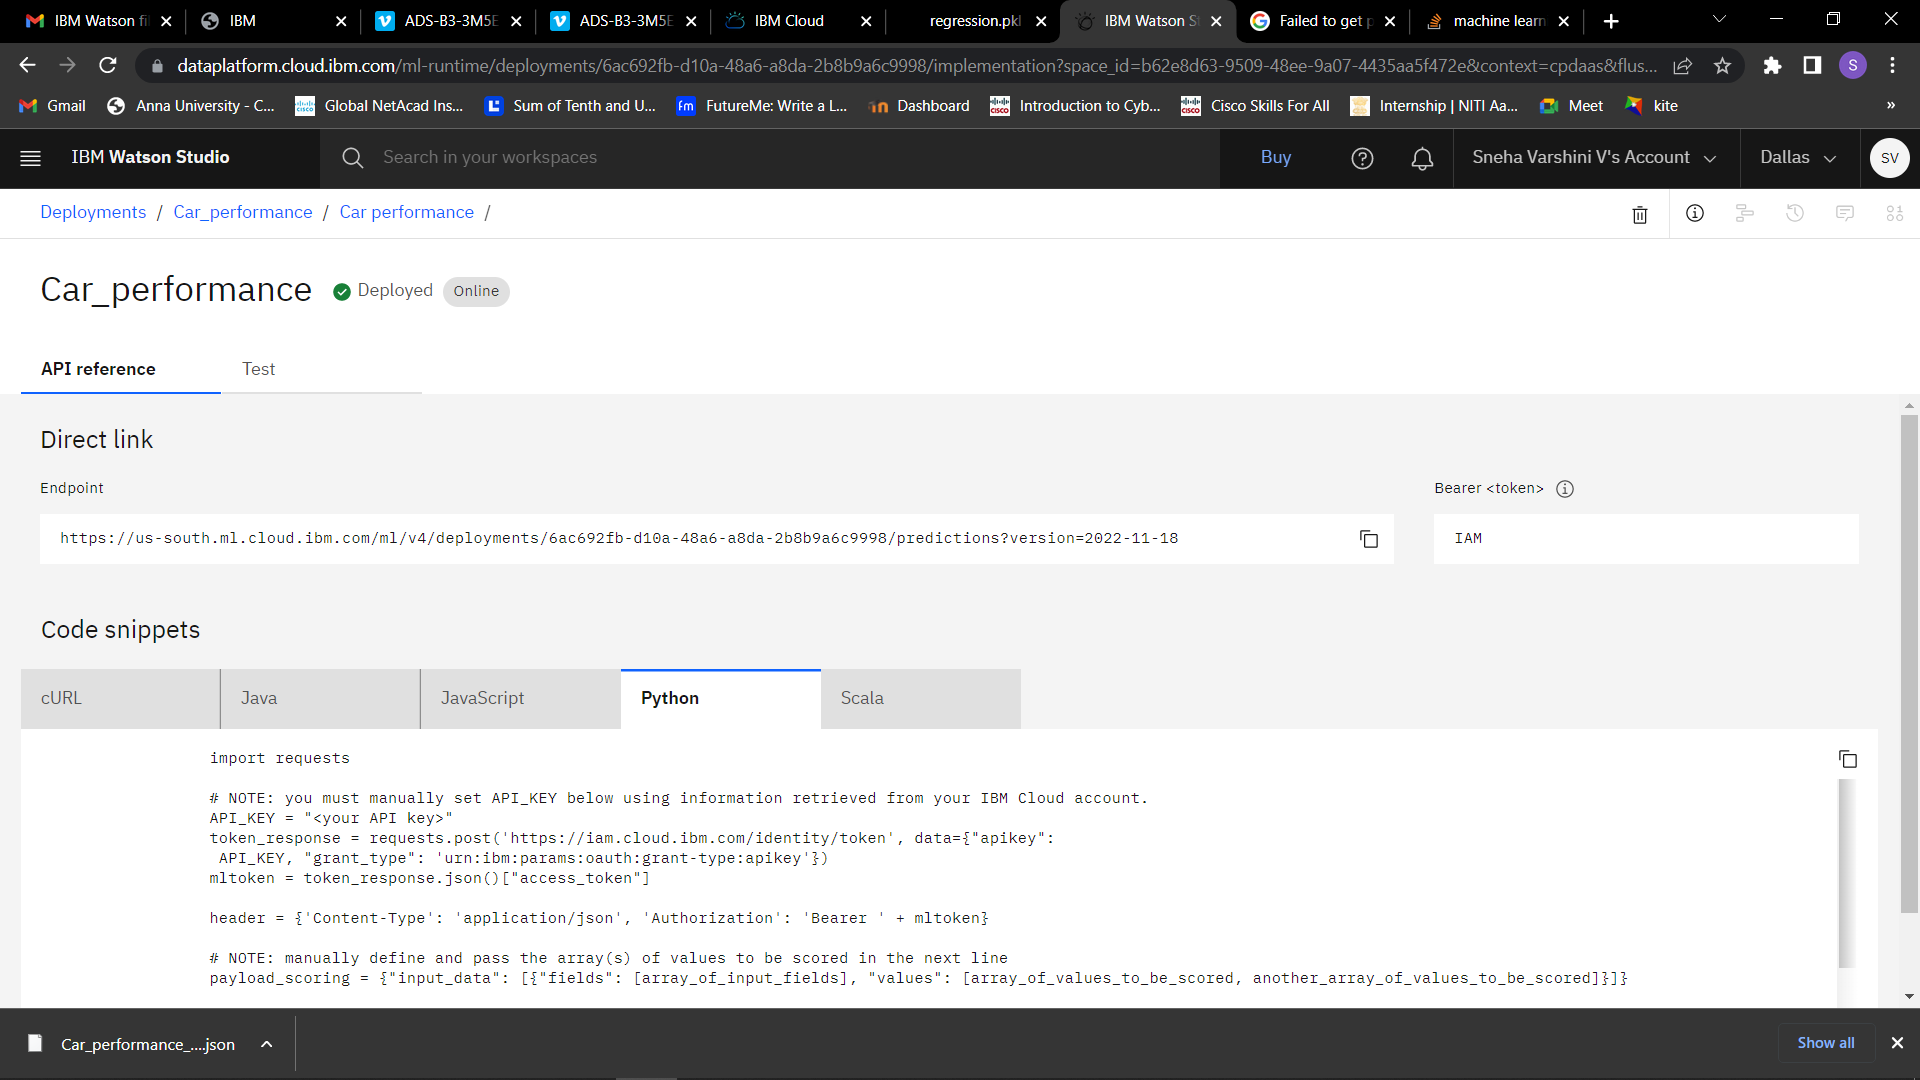 IBM Watson fi
IBM
ADS-B3-3M5E
ADS-B3-3M5E
IBM Cloud
regression.pkl
IBM Watson St
Failed to get p
machine learn
dataplatform.cloud.ibm.com/ml-runtime/deployments/6ac692fb-d10a-48a6-a8da-2b8b9a6c9998/implementation?space_id=b62e8d63-9509-48ee-9a07-4435aa5f472e&context=cpdaas&flus...
S
Gmail
Anna University - C...
Global NetAcad Ins...
Sum of Tenth and U...
FutureMe: Write a L...
Dashboard
Introduction to Cyb...
Cisco Skills For All
Internship | NITI Aa...
Meet
kite
»
IBM Watson Studio
Search in your workspaces
Buy
Sneha Varshini V's Account
Dallas
SV
Deployments / Car_performance / Car performance /
Car_performance
Deployed
Online
API reference
Test
Direct link
Endpoint
Bearer <token>
https://us-south.ml.cloud.ibm.com/ml/v4/deployments/6ac692fb-d10a-48a6-a8da-2b8b9a6c9998/predictions?version=2022-11-18
IAM
Code snippets
cURL
Java
JavaScript
Python
Scala
import requests
# NOTE: you must manually set API_KEY below using information retrieved from your IBM Cloud account.
API_KEY = "<your API key>"
token_response = requests.post('https://iam.cloud.ibm.com/identity/token', data={"apikey":
API_KEY, "grant_type": 'urn:ibm:params:oauth:grant-type:apikey'})
mltoken = token_response.json()["access_token"]
header = {'Content-Type': 'application/json', 'Authorization': 'Bearer ' + mltoken}
# NOTE: manually define and pass the array(s) of values to be scored in the next line
payload_scoring = {"input_data": [{"fields": [array_of_input_fields], "values": [array_of_values_to_be_scored, another_array_of_values_to_be_scored]}]}
Car_performance_....json
Show all